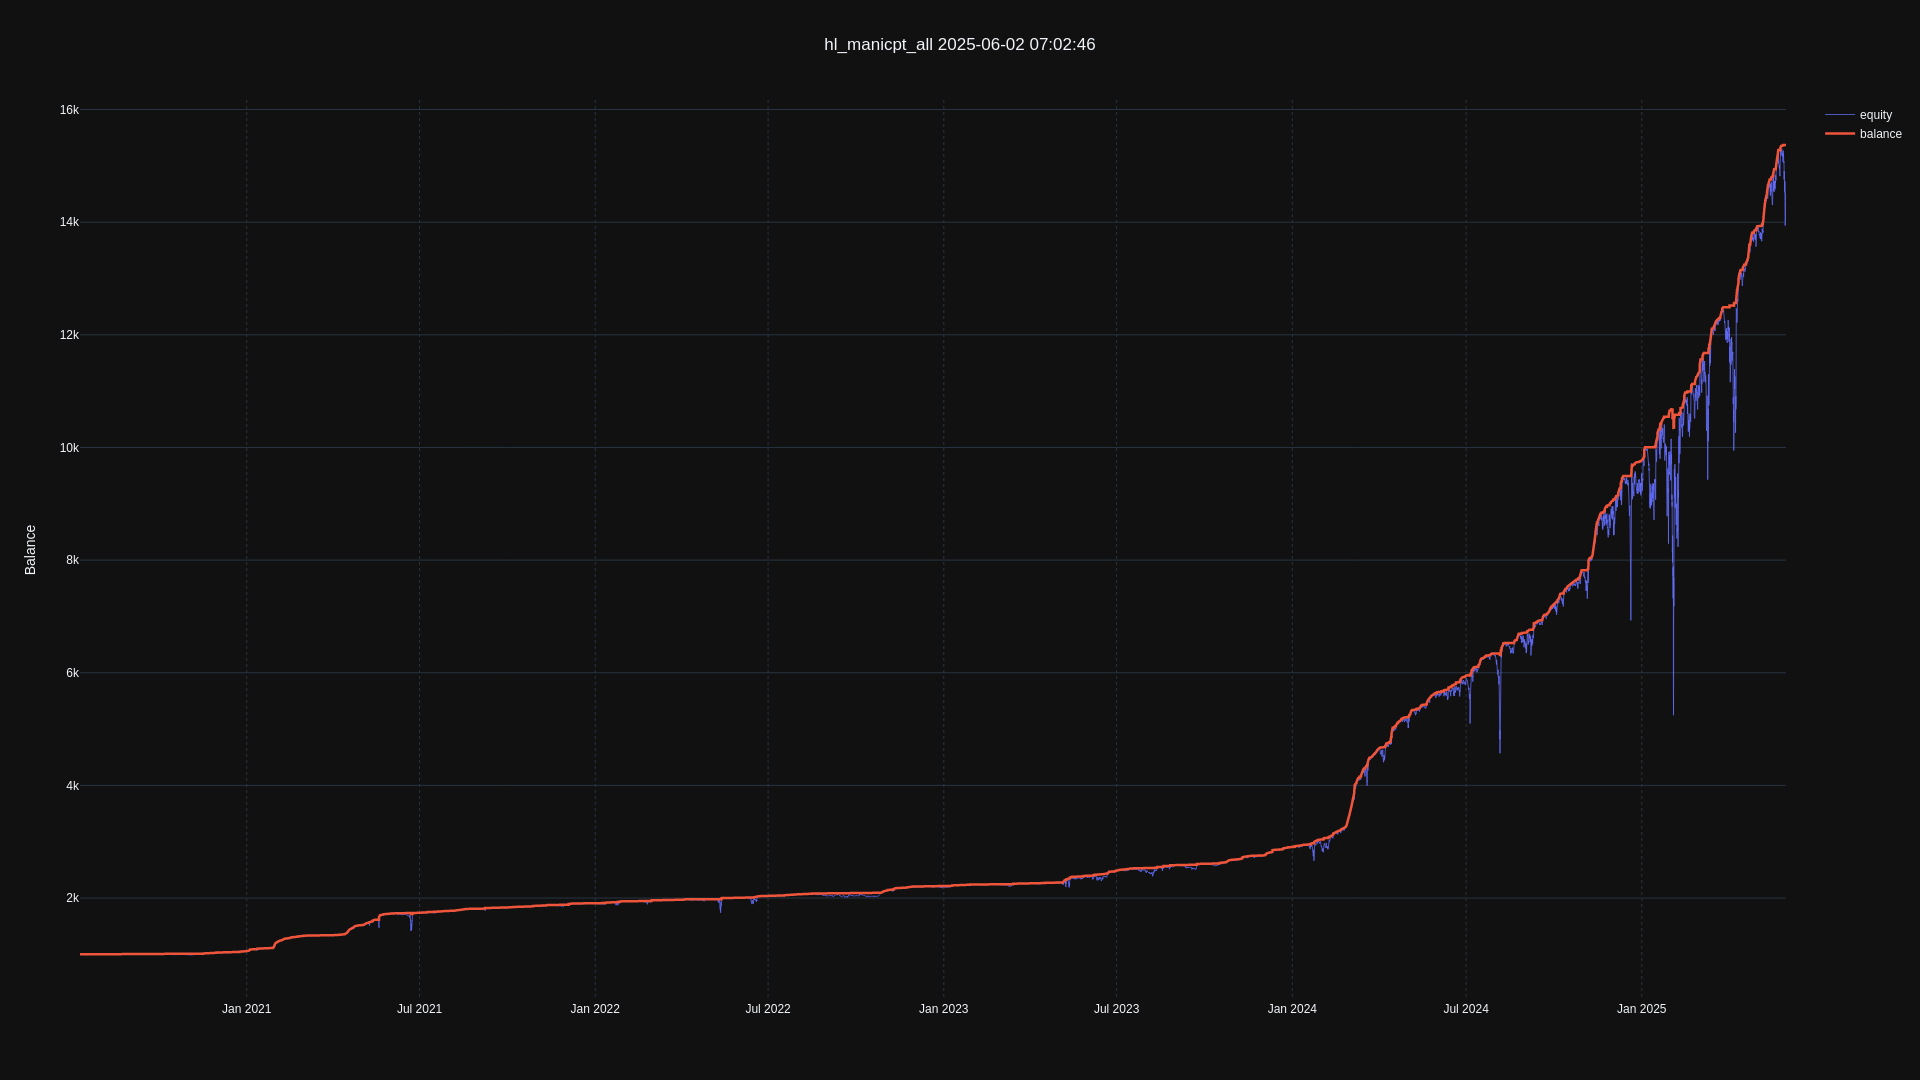 hl_manicpt_all 2025-06-02 07:02:46
equity
balance
Balance
16k
14k
12k
10k
8k
6k
4k
2k
Jan 2021
Jul 2021
Jan 2022
Jul 2022
Jan 2023
Jul 2023
Jan 2024
Jul 2024
Jan 2025